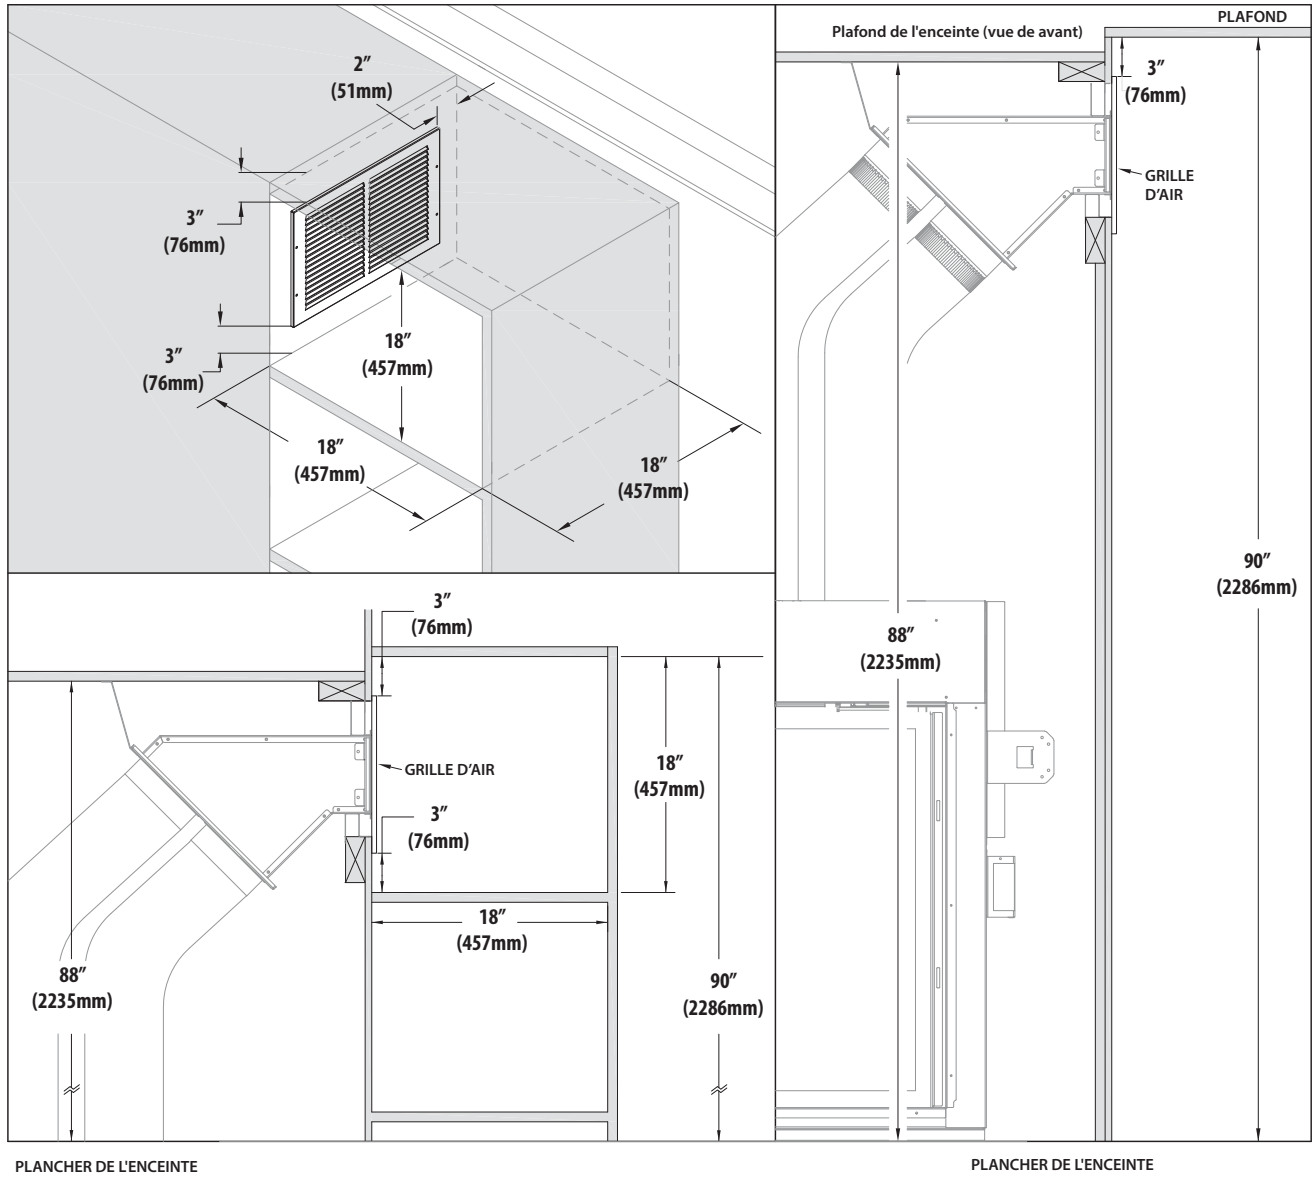 2”
(51mm)
3”
(76mm)
3”
(76mm)
18”
(457mm)
18”
(457mm)
18”
(457mm)
Plafond de l'enceinte (vue de avant)
PLAFOND
3”
(76mm)
GRILLE
D’AIR
90”
(2286mm)
88”
(2235mm)
PLANCHER DE L'ENCEINTE
3”
(76mm)
GRILLE D’AIR
3”
(76mm)
18”
(457mm)
18”
(457mm)
88”
(2235mm)
90”
(2286mm)
PLANCHER DE L'ENCEINTE